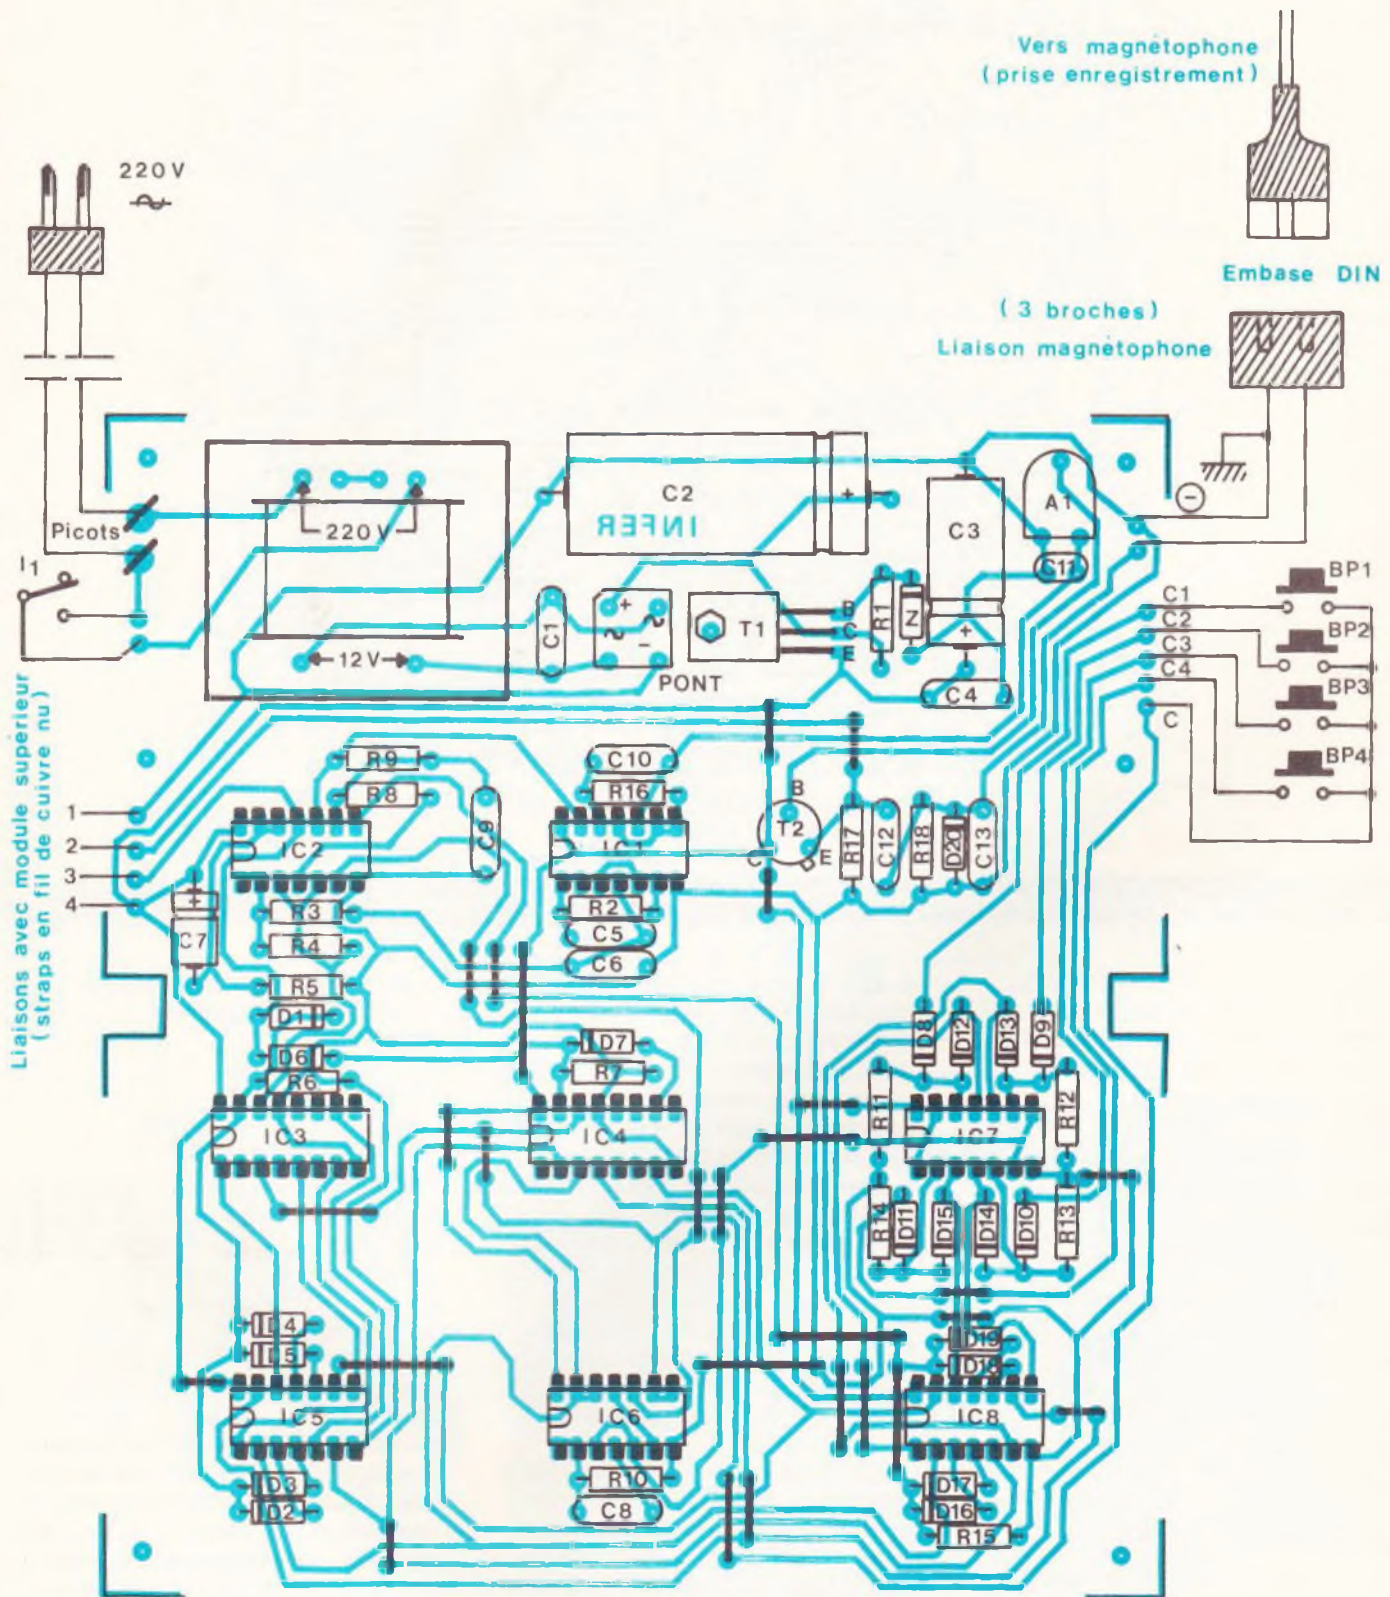 Vers magnétophone
( prise enregistrement )
220 V
Embase DIN
( 3 broches )
Liaison magnétophone
Picots
I1
220 V
12 V
C2
INFER
C3
A1
C11
C1
PONT
T1
B
C
E
R1
Z
C4
BP1
BP2
BP3
BP4
C1
C2
C3
C4
C
Liaisons avec module supérieur
( straps en fil de cuivre nu )
1
2
3
4
R9
R8
C9
IC2
C10
R16
IC1
B
T2
C
E
R17
C12
R18
D20
C13
C7
R3
R4
R5
R2
C5
C6
D1
D6
R6
D7
R7
D8
D12
D13
D9
R11
R12
IC3
IC4
IC7
R14
D11
D15
D14
D10
R13
D4
D5
D19
D18
IC5
IC6
IC8
D3
D2
R10
C8
D17
D16
R15